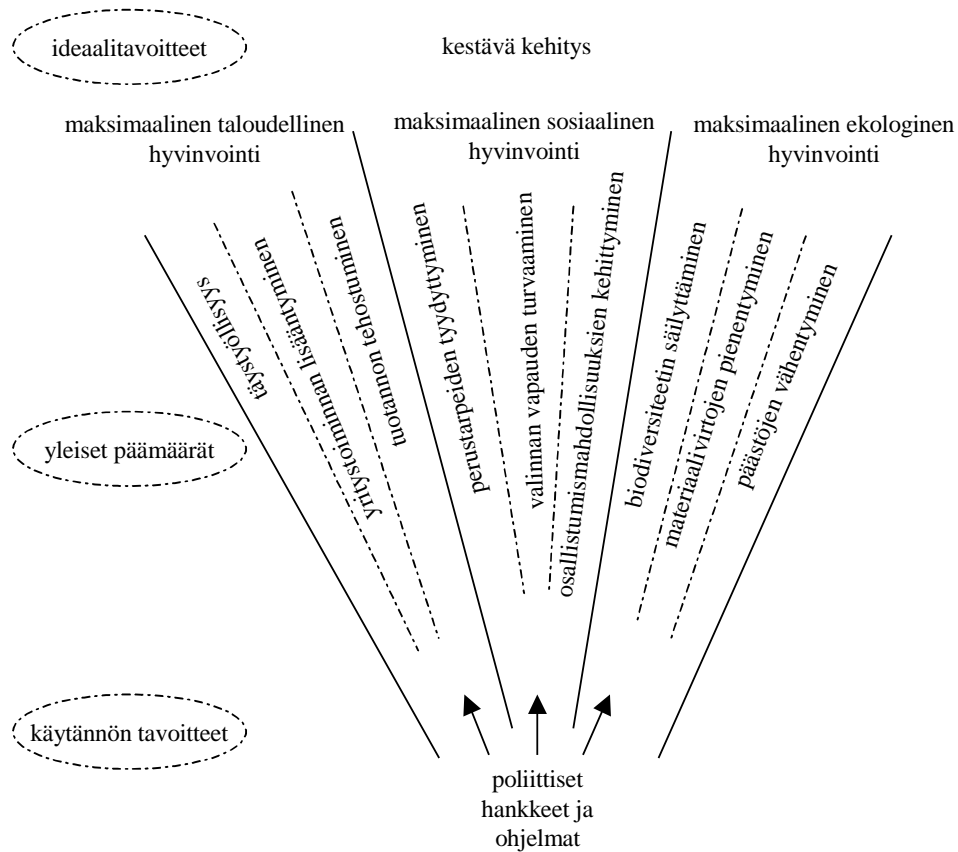 ideaalitavoitteet
kestävä kehitys
maksimaalinen taloudellinen
hyvinvointi
maksimaalinen sosiaalinen
hyvinvointi
maksimaalinen ekologinen
hyvinvointi
täystyöllisyys
yritystoiminnan lisääntyminen
tuotannon tehostuminen
perustarpeiden tyydyttyminen
valinnan vapauden turvaaminen
osallistumismahdollisuuksien kehittyminen
biodiversiteetin säilyttäminen
materiaalivirtojen pienentyminen
päästöjen vähentyminen
yleiset päämäärät
käytännön tavoitteet
poliittiset
hankkeet ja
ohjelmat